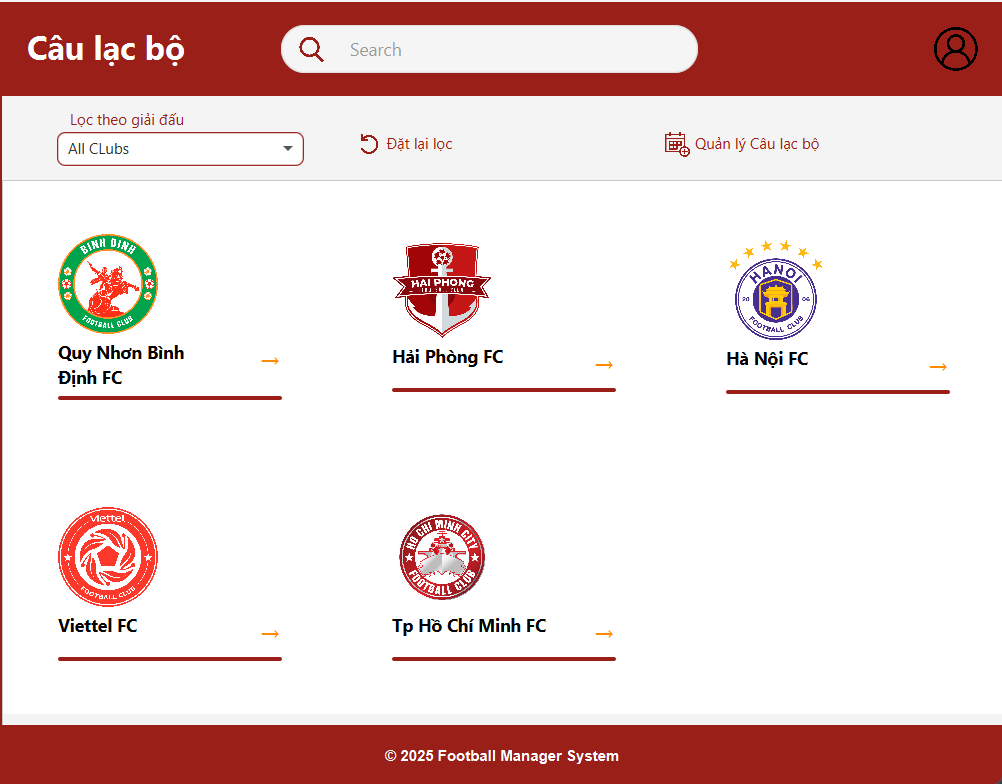 Câu lạc bộ
Search
Lọc theo giải đấu
All CLubs
Đặt lại lọc
Quản lý Câu lạc bộ
BINH DINH
FOOTBALL CLUB
Quy Nhơn Bình
Định FC
HAI PHONG
FOOTBALL CLUB
Hải Phòng FC
HANOI
20 06
FOOTBALL CLUB
Hà Nội FC
Viettel
FOOTBALL CLUB
Viettel FC
HO CHI MINH CITY
FOOTBALL CLUB
Tp Hồ Chí Minh FC
© 2025 Football Manager System